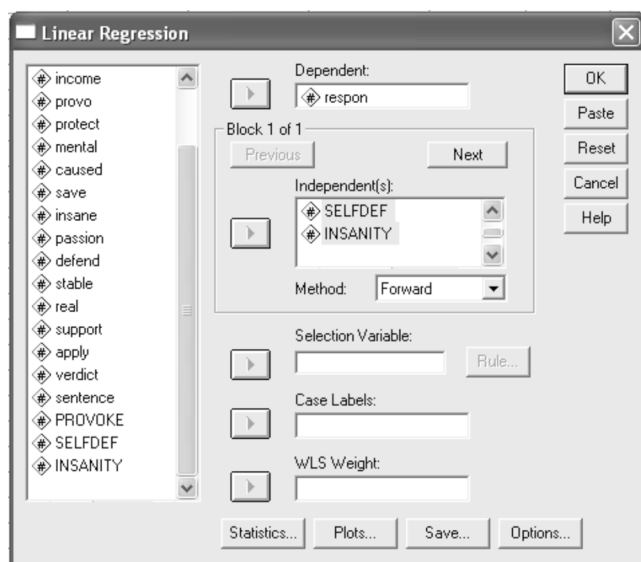 Linear Regression
income
provo
protect
mental
caused
save
insane
passion
defend
stable
real
support
apply
verdict
sentence
PROVOKE
SELFDEF
INSANITY
Dependent:
respon
Block 1 of 1
Previous
Next
Independent(s):
SELFDEF
INSANITY
Method:
Forward
Selection Variable:
Rule...
Case Labels:
WLS Weight:
Statistics...
Plots...
Save...
Options...
OK
Paste
Reset
Cancel
Help